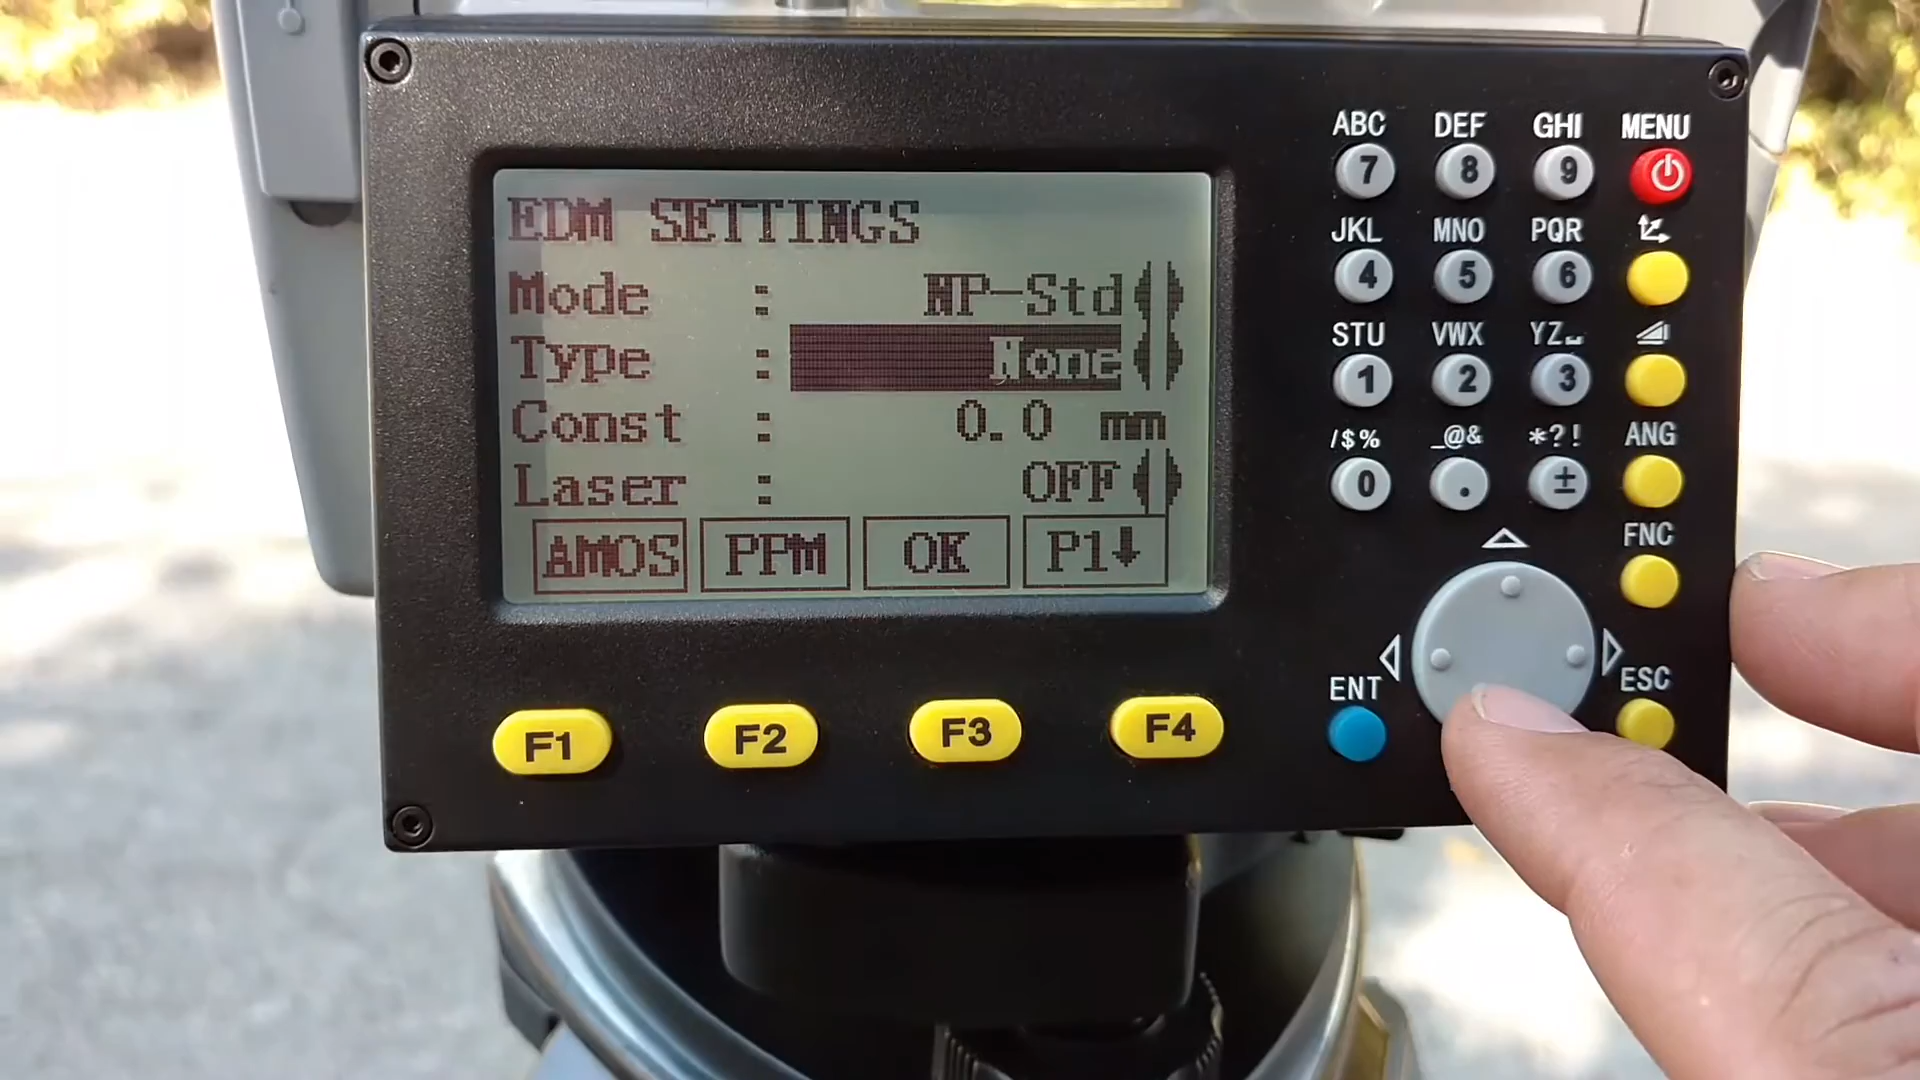 EDM SETTINGS
Mode : NP-Std
Type : None
Const : 0.0 mm
Laser : OFF
AMOS PPM OK P1↓
F1 F2 F3 F4
ABC DEF GHI MENU
7 8 9
JKL MNO PQR
4 5 6
STU VWX YZ␣
1 2 3
/$% _@& *?! ANG
0 . ±
FNC
ENT ESC